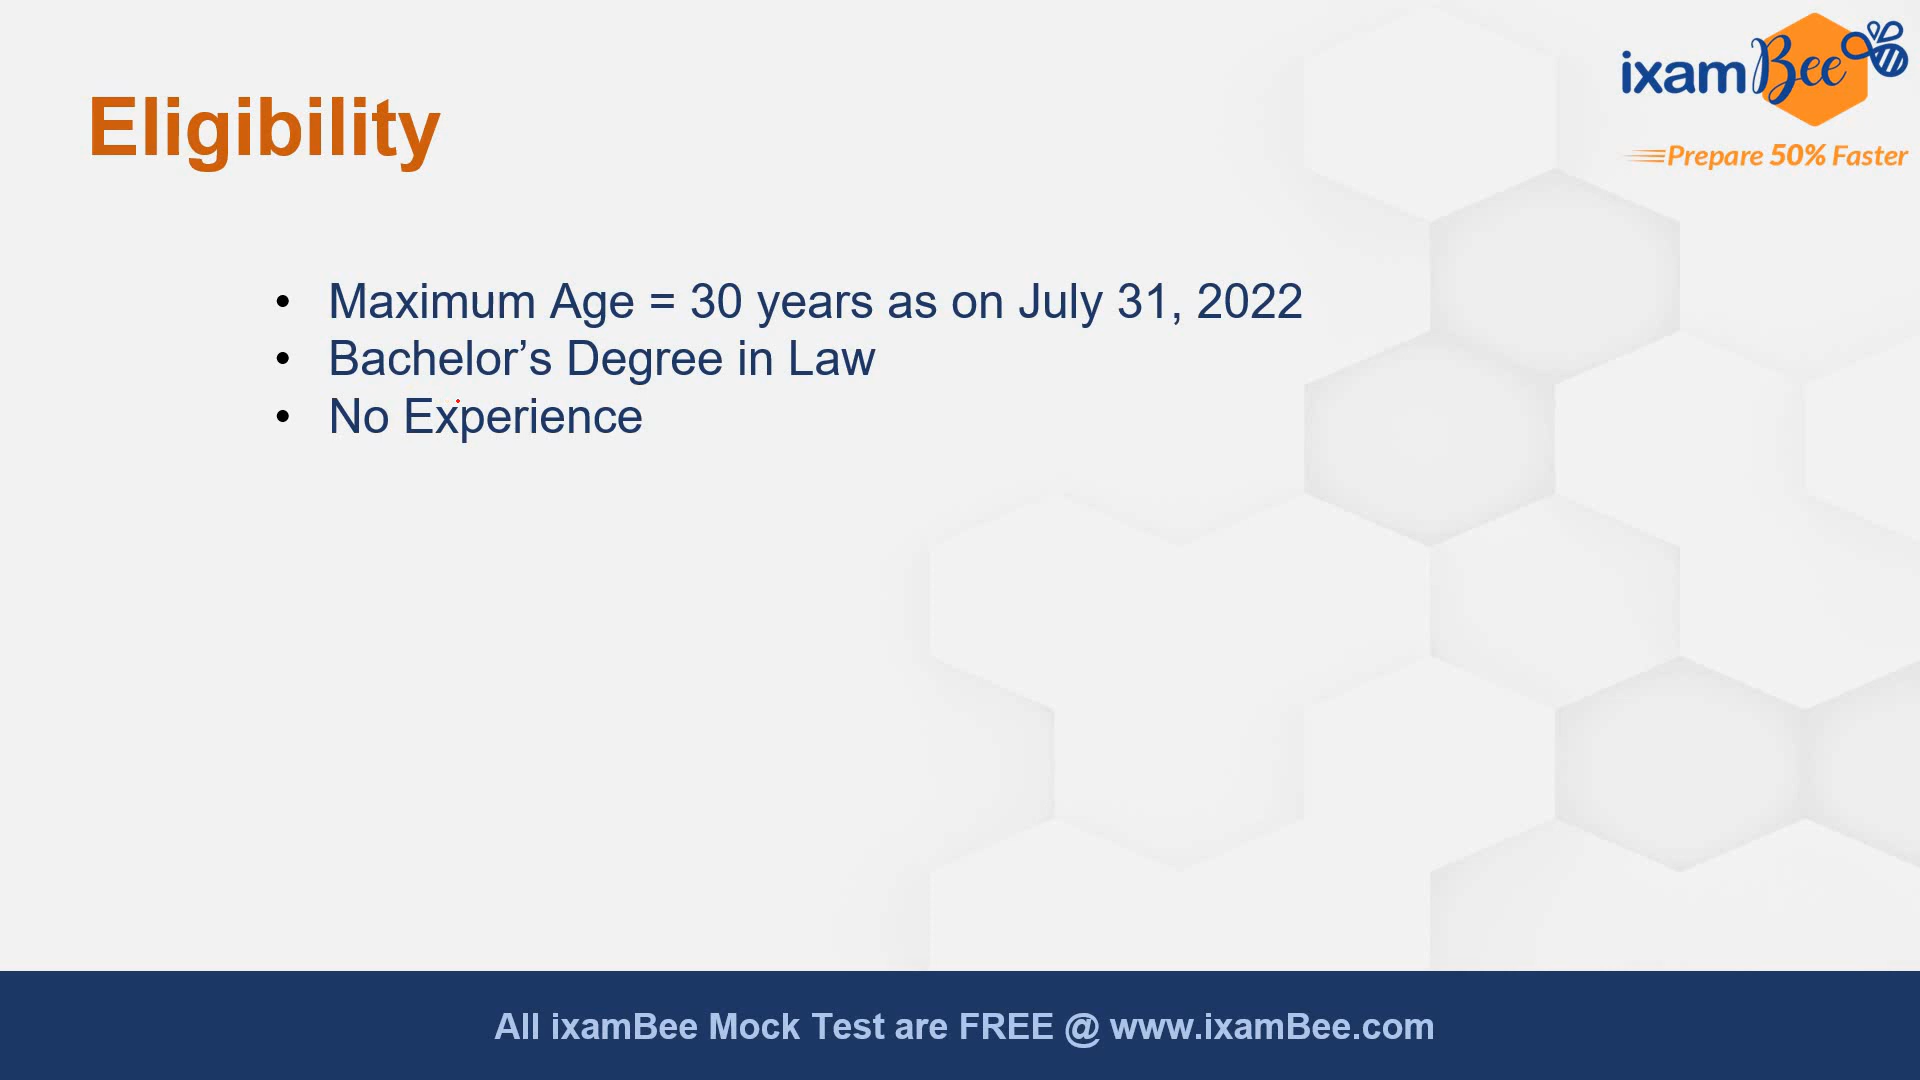 ixamBee
Prepare 50% Faster
Eligibility
• Maximum Age = 30 years as on July 31, 2022
• Bachelor’s Degree in Law
• No Experience
All ixamBee Mock Test are FREE @ www.ixamBee.com